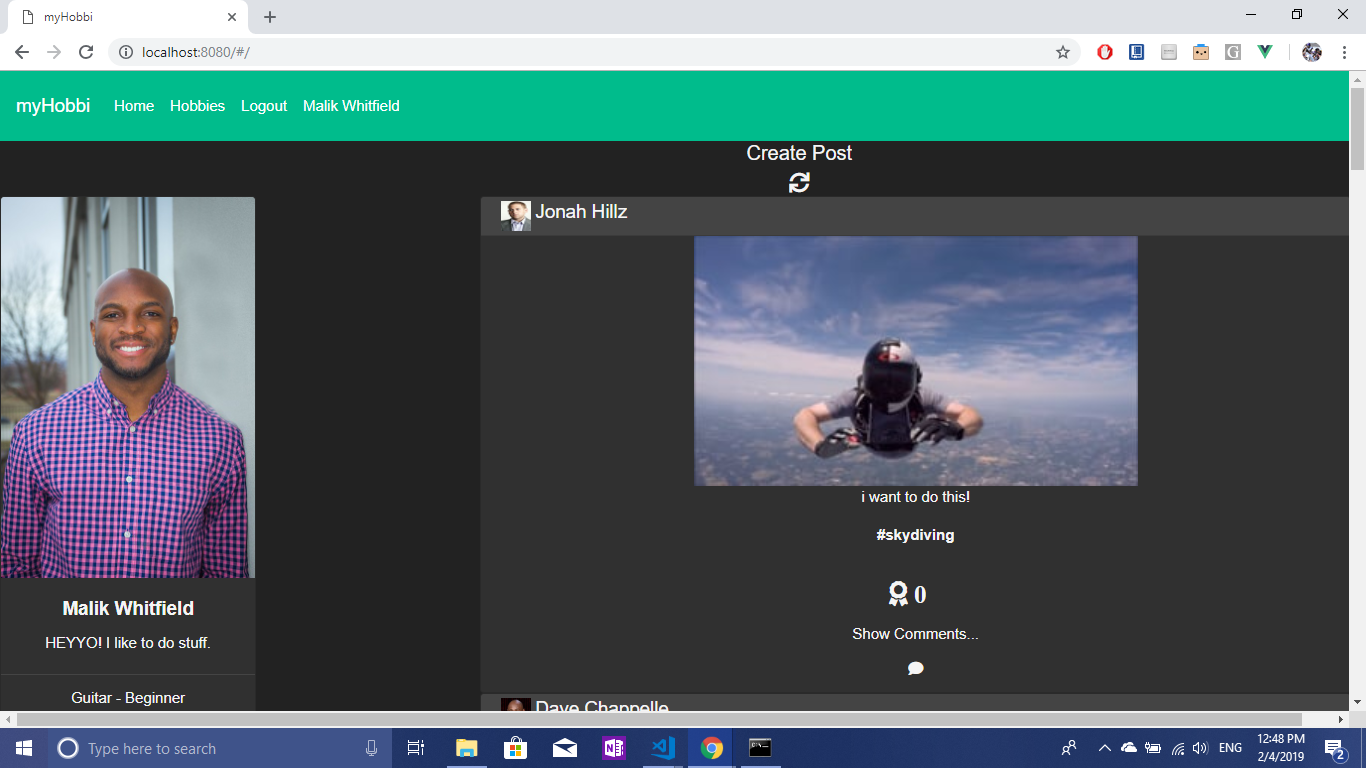 myHobbi
localhost:8080/#/
myHobbi Home Hobbies Logout Malik Whitfield
Create Post
Jonah Hillz
i want to do this!
#skydiving
0
Show Comments...
Malik Whitfield
HEYYO! I like to do stuff.
Guitar - Beginner
Dave Chappelle
Type here to search
ENG
12:48 PM
2/4/2019
2